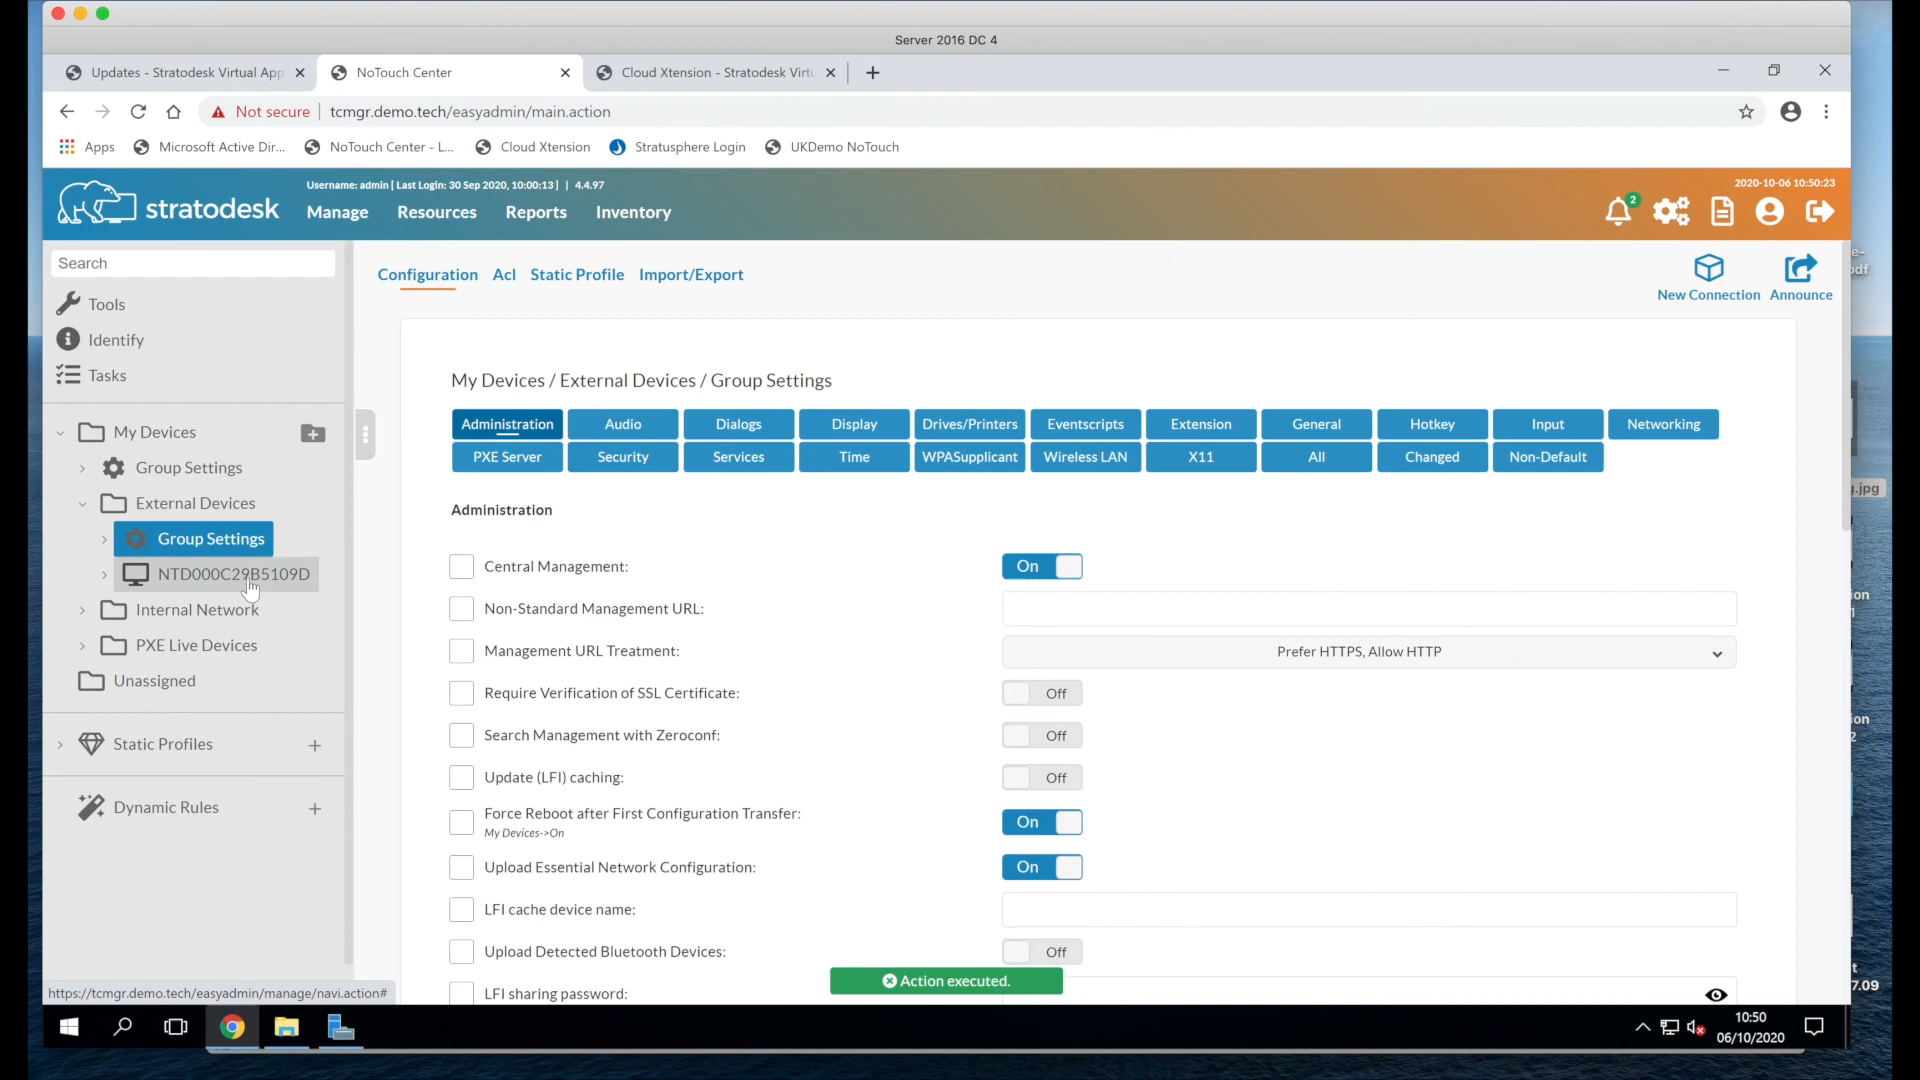 Server 2016 DC 4
Updates - Stratodesk Virtual App
NoTouch Center
Cloud Xtension - Stratodesk Virtu
Not secure
tcmgr.demo.tech/easyadmin/main.action
Apps
Microsoft Active Dir...
NoTouch Center - L...
Cloud Xtension
Stratusphere Login
UKDemo NoTouch
stratodesk
Username: admin [ Last Login: 30 Sep 2020, 10:00:13 ] | 4.4.97
Manage
Resources
Reports
Inventory
2
2020-10-06 10:50:23
Search
Tools
Identify
Tasks
My Devices
Group Settings
External Devices
Group Settings
NTD000C29B5109D
Internal Network
PXE Live Devices
Unassigned
Static Profiles
Dynamic Rules
Configuration
Acl
Static Profile
Import/Export
New Connection
Announce
My Devices / External Devices / Group Settings
Administration
Audio
Dialogs
Display
Drives/Printers
Eventscripts
Extension
General
Hotkey
Input
Networking
PXE Server
Security
Services
Time
WPASupplicant
Wireless LAN
X11
All
Changed
Non-Default
Administration
Central Management:
On
Non-Standard Management URL:
Management URL Treatment:
Prefer HTTPS, Allow HTTP
Require Verification of SSL Certificate:
Off
Search Management with Zeroconf:
Off
Update (LFI) caching:
Off
Force Reboot after First Configuration Transfer:
My Devices->On
On
Upload Essential Network Configuration:
On
LFI cache device name:
Upload Detected Bluetooth Devices:
Off
LFI sharing password:
Action executed.
https://tcmgr.demo.tech/easyadmin/manage/navi.action#
10:50
06/10/2020
7.09